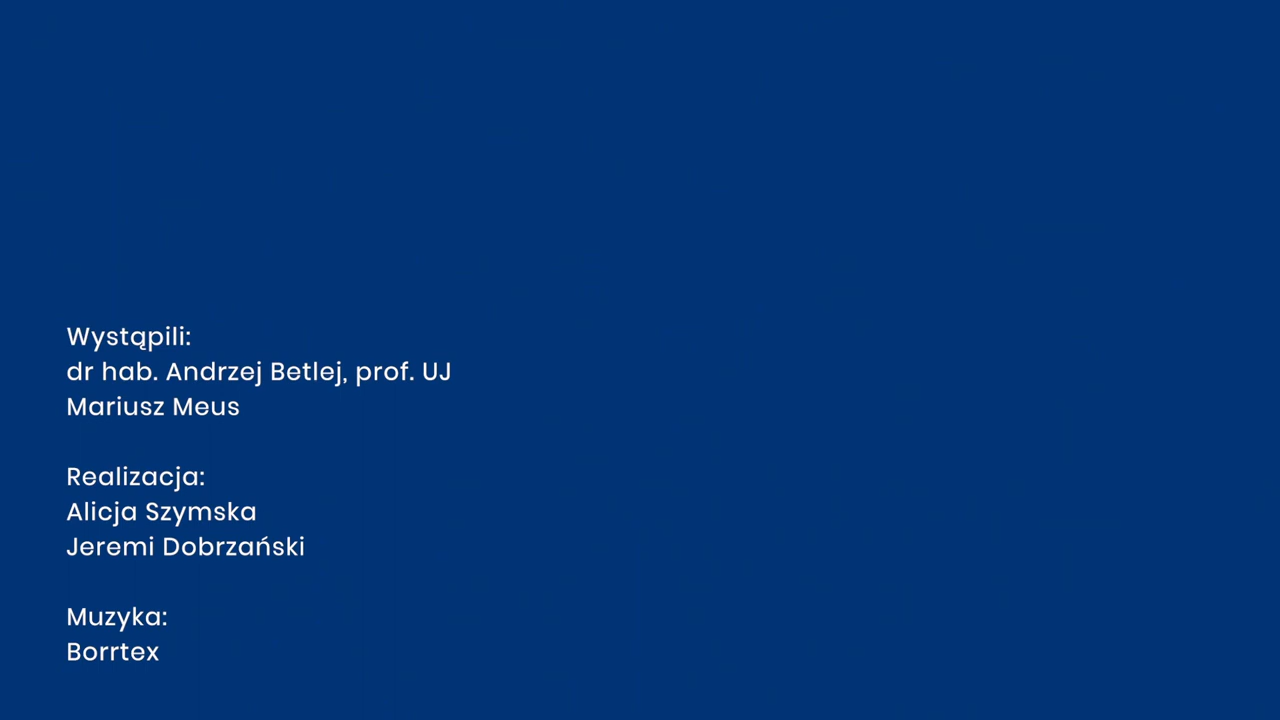 Wystąpili:
dr hab. Andrzej Betlej, prof. UJ
Mariusz Meus
Realizacja:
Alicja Szymska
Jeremi Dobrzański
Muzyka:
Borrtex